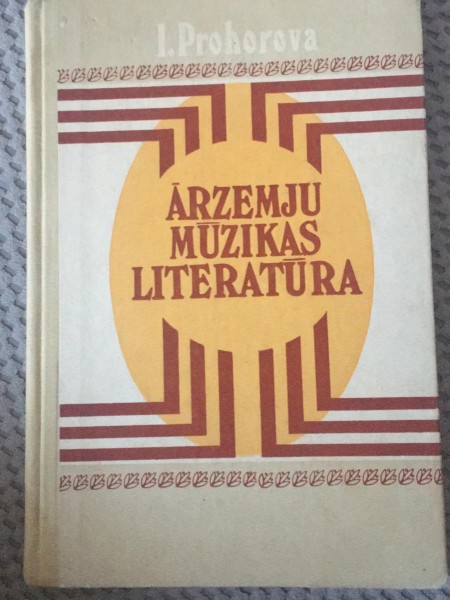 I. Prohorova
ĀRZEMJU
MŪZIKAS
LITERATŪRA